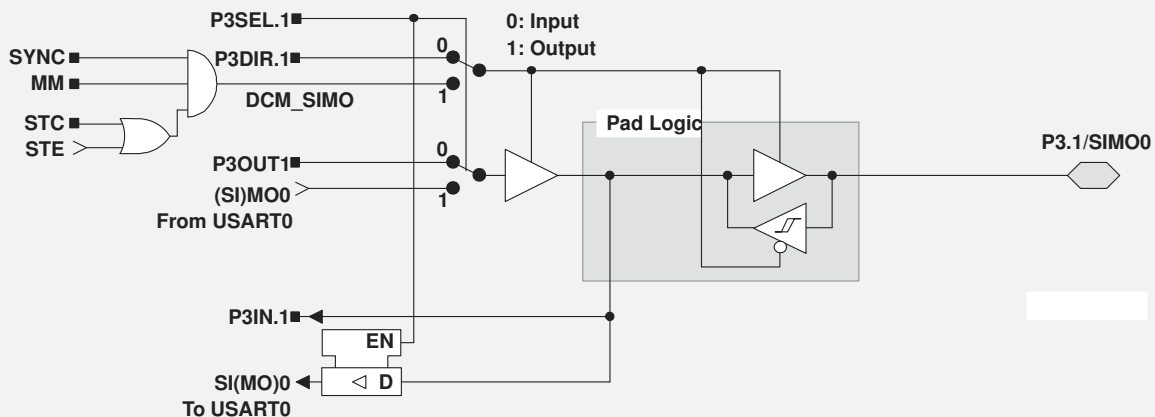 P3SEL.1
0: Input
1: Output
SYNC
P3DIR.1
0
MM
1
DCM_SIMO
STC
STE
Pad Logic
P3.1/SIMO0
P3OUT1
0
(SI)MO0
1
From USART0
P3IN.1
EN
SI(MO)0
D
To USART0